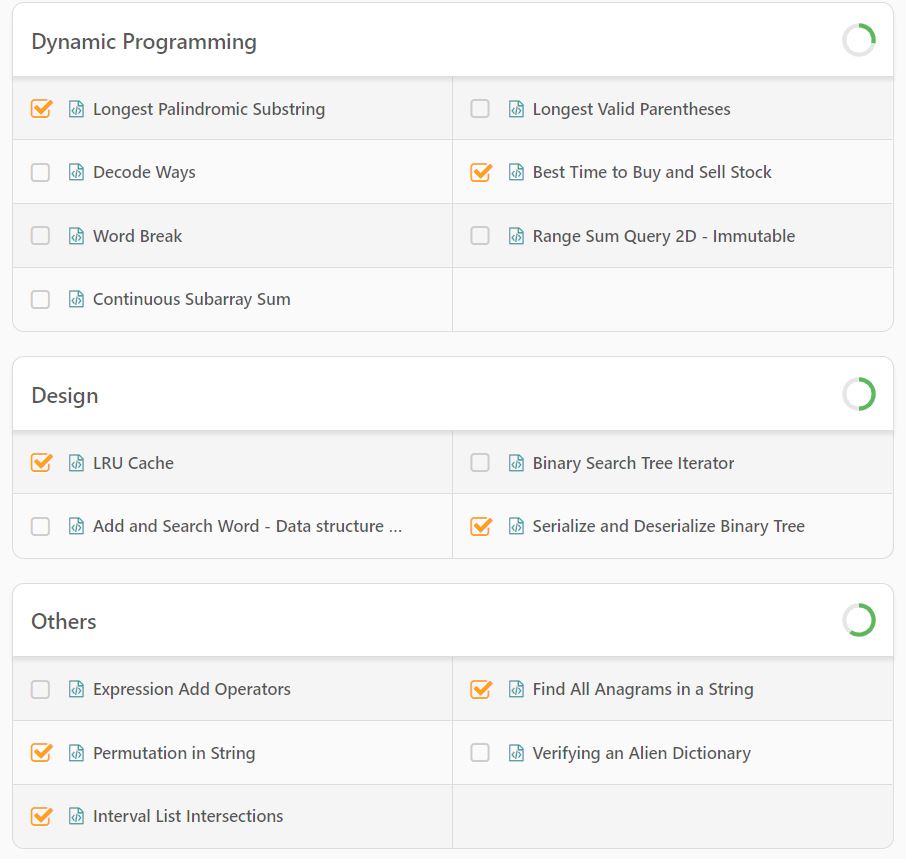 Dynamic Programming
Longest Palindromic Substring
Longest Valid Parentheses
Decode Ways
Best Time to Buy and Sell Stock
Word Break
Range Sum Query 2D - Immutable
Continuous Subarray Sum
Design
LRU Cache
Binary Search Tree Iterator
Add and Search Word - Data structure ...
Serialize and Deserialize Binary Tree
Others
Expression Add Operators
Find All Anagrams in a String
Permutation in String
Verifying an Alien Dictionary
Interval List Intersections